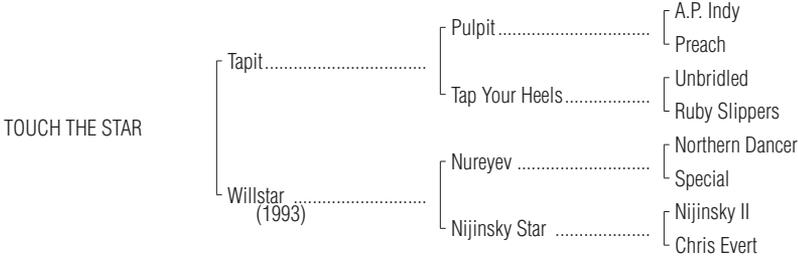 A.P. Indy
Pulpit..............................
Preach
Tapit................................
Unbridled
Tap Your Heels.................
Ruby Slippers
TOUCH THE STAR
Northern Dancer
Nureyev ..........................
Special
Willstar ..........................
(1993)
Nijinsky II
Nijinsky Star ...................
Chris Evert